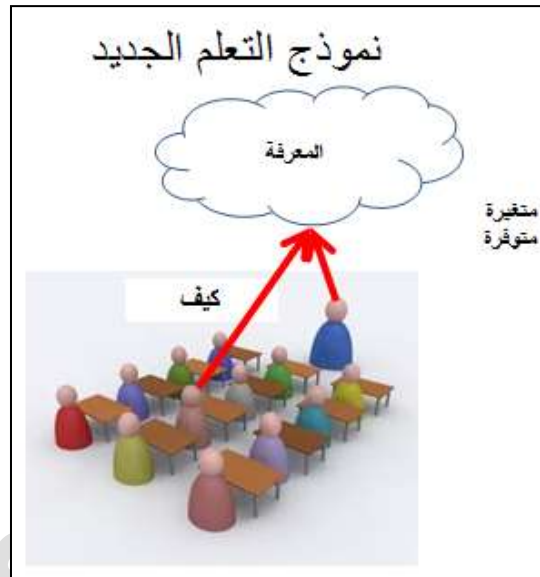 نموذج التعلم الجديد
المعرفة
متغيرة
متوفرة
كيف